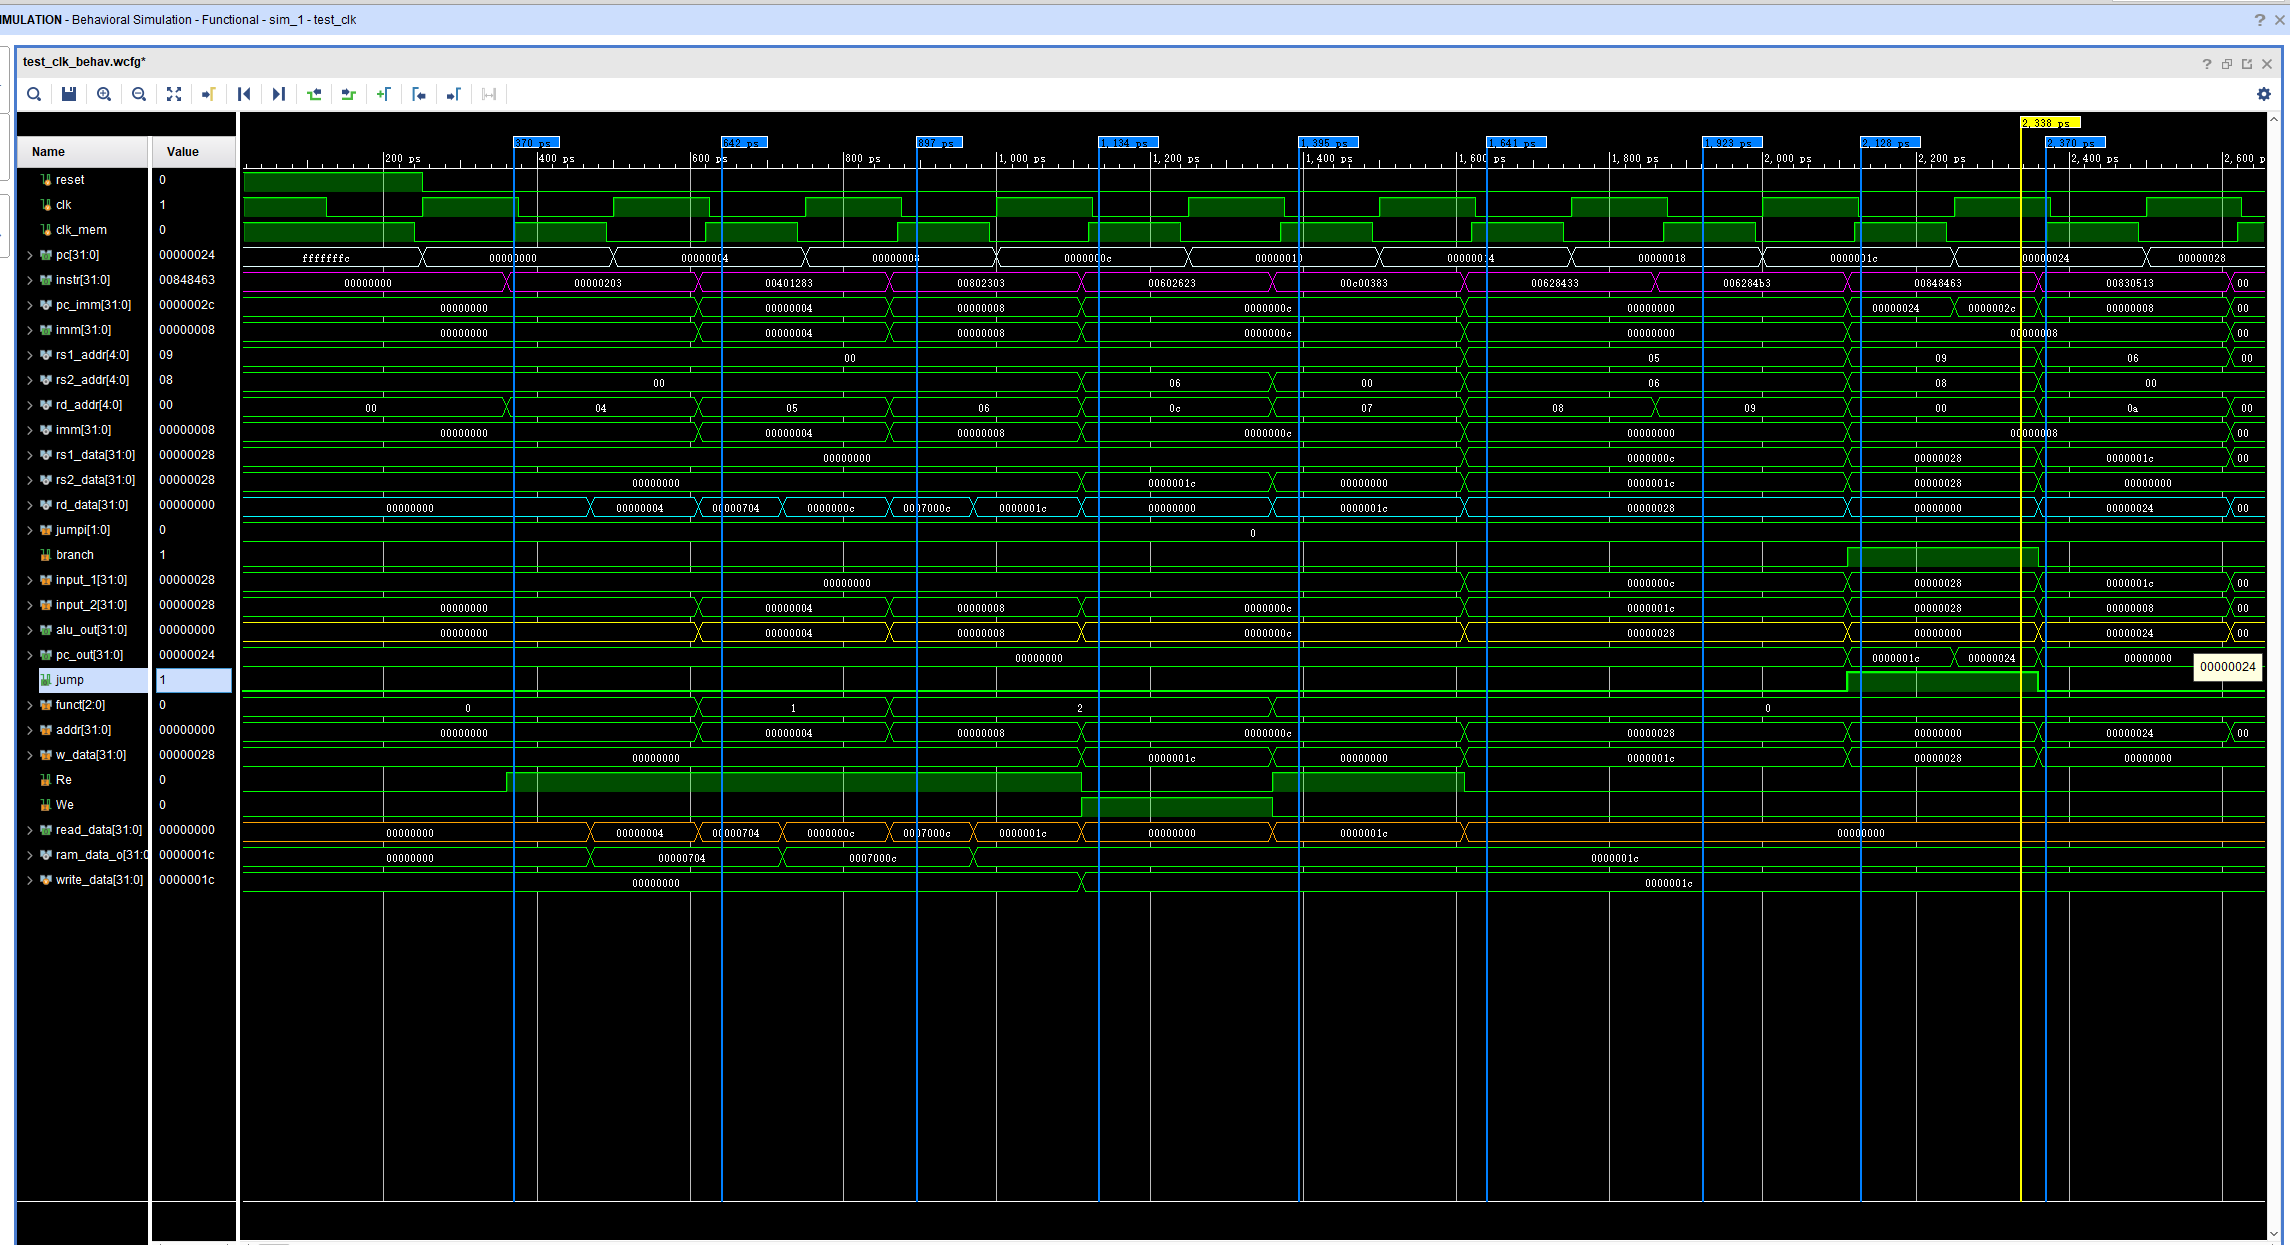 IMULATION - Behavioral Simulation - Functional - sim_1 - test_clk
test_clk_behav.wcfg*
2,338 ps
370 ps 642 ps 897 ps 1,134 ps 1,395 ps 1,641 ps 1,923 ps 2,128 ps 2,370 ps
Name Value 200 ps 400 ps 600 ps 800 ps 1,000 ps 1,200 ps 1,400 ps 1,600 ps 1,800 ps 2,000 ps 2,200 ps 2,400 ps 2,600 p
reset 0
clk 1
clk_mem 0
pc[31:0] 00000024 fffffffc 00000000 00000004 00000008 0000000c 00000010 00000014 00000018 0000001c 00000024 00000028
instr[31:0] 00848463 00000000 00000203 00401283 00802303 00602623 00c00383 00628433 006284b3 00848463 00830513 00
pc_imm[31:0] 0000002c 00000000 00000004 00000008 0000000c 00000000 00000024 0000002c 00000008 00
imm[31:0] 00000008 00000000 00000004 00000008 0000000c 00000000 00000008 00
rs1_addr[4:0] 09 00 05 09 06 00
rs2_addr[4:0] 08 00 06 00 06 08 00
rd_addr[4:0] 00 00 04 05 06 0c 07 08 09 00 0a 00
imm[31:0] 00000008 00000000 00000004 00000008 0000000c 00000000 00000008 00
rs1_data[31:0] 00000028 00000000 0000000c 00000028 0000001c 00
rs2_data[31:0] 00000028 00000000 0000001c 00000000 0000001c 00000028 00000000
rd_data[31:0] 00000000 00000000 00000004 00000704 0000000c 0007000c 0000001c 00000000 0000001c 00000028 00000000 00000024 00
jumpi[1:0] 0 0
branch 1
input_1[31:0] 00000028 00000000 0000000c 00000028 0000001c 00
input_2[31:0] 00000028 00000000 00000004 00000008 0000000c 0000001c 00000028 00000008 00
alu_out[31:0] 00000000 00000000 00000004 00000008 0000000c 00000028 00000000 00000024 00
pc_out[31:0] 00000024 00000000 0000001c 00000024 00000000 00000024
jump 1
funct[2:0] 0 0 1 2 0
addr[31:0] 00000000 00000000 00000004 00000008 0000000c 00000028 00000000 00000024 00
w_data[31:0] 00000028 00000000 0000001c 00000000 0000001c 00000028 00000000
Re 0
We 0
read_data[31:0] 00000000 00000000 00000004 00000704 0000000c 0007000c 0000001c 00000000 0000001c 00000000
ram_data_o[31:0 0000001c 00000000 00000704 0007000c 0000001c
write_data[31:0] 0000001c 00000000 0000001c